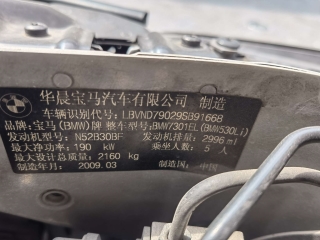 华晨宝马汽车有限公司 制造
车辆识别代号: LBVND790295B91668
品牌: 宝马(BMW)牌 整车型号: BMW7301EL(BMW530Li)
发动机型号: N52B30BF 发动机排量: 2996 ml
最大净功率: 190 kW 乘坐人数: 5 人
最大设计总质量: 2160 kg
制造年月: 2009.03 制造国: 中国